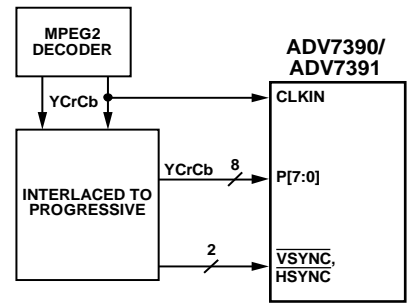 MPEG2
DECODER
YCrCb
INTERLACED TO
PROGRESSIVE
YCrCb
8
2
ADV7390/
ADV7391
CLKIN
P[7:0]
VSYNC,
HSYNC